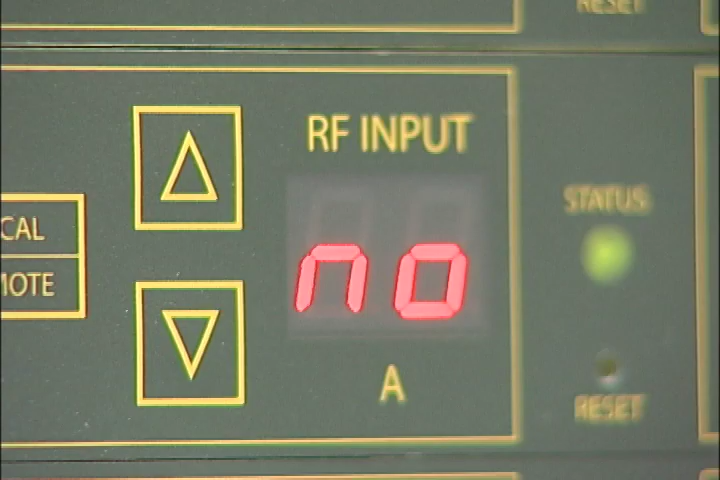 RESET
RF INPUT
CAL
MOTE
no
STATUS
A
RESET